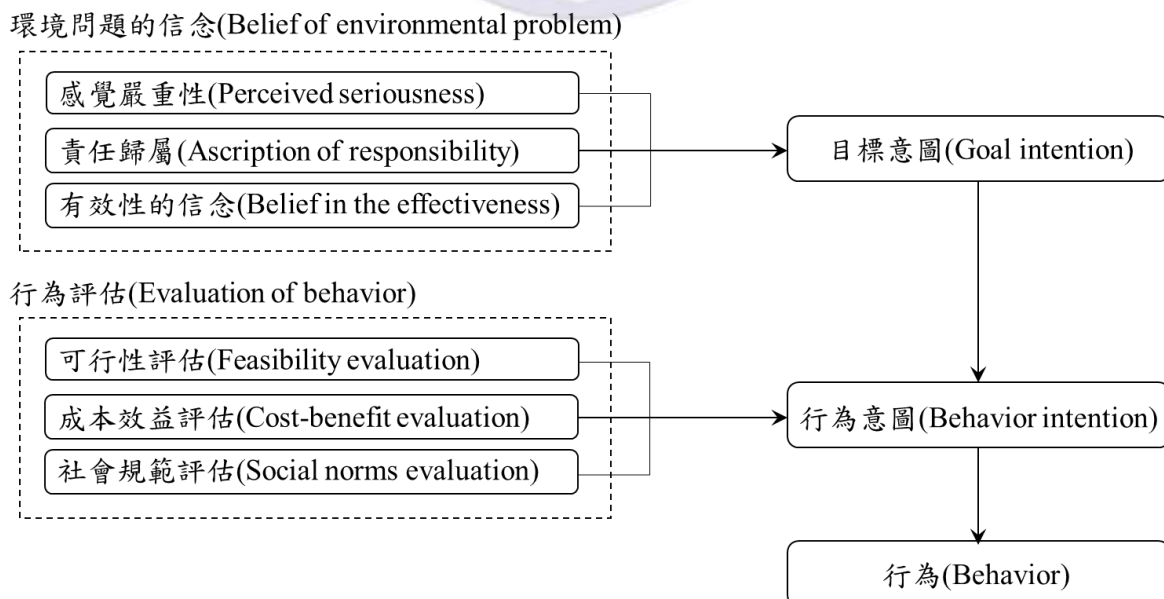 環境問題的信念(Belief of environmental problem)
感覺嚴重性(Perceived seriousness)
責任歸屬(Ascription of responsibility)
有效性的信念(Belief in the effectiveness)
目標意圖(Goal intention)
行為評估(Evaluation of behavior)
可行性評估(Feasibility evaluation)
成本效益評估(Cost-benefit evaluation)
社會規範評估(Social norms evaluation)
行為意圖(Behavior intention)
行為(Behavior)